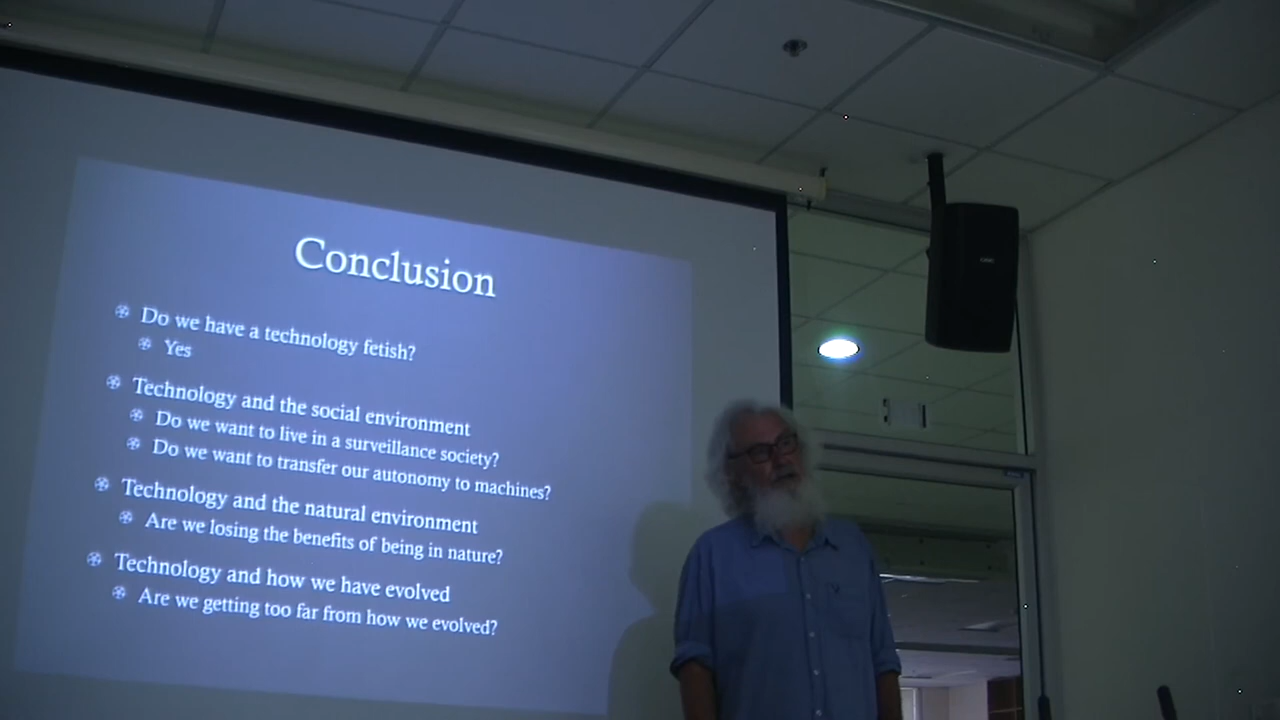 Conclusion
Do we have a technology fetish?
Yes
Technology and the social environment
Do we want to live in a surveillance society?
Do we want to transfer our autonomy to machines?
Technology and the natural environment
Are we losing the benefits of being in nature?
Technology and how we have evolved
Are we getting too far from how we evolved?